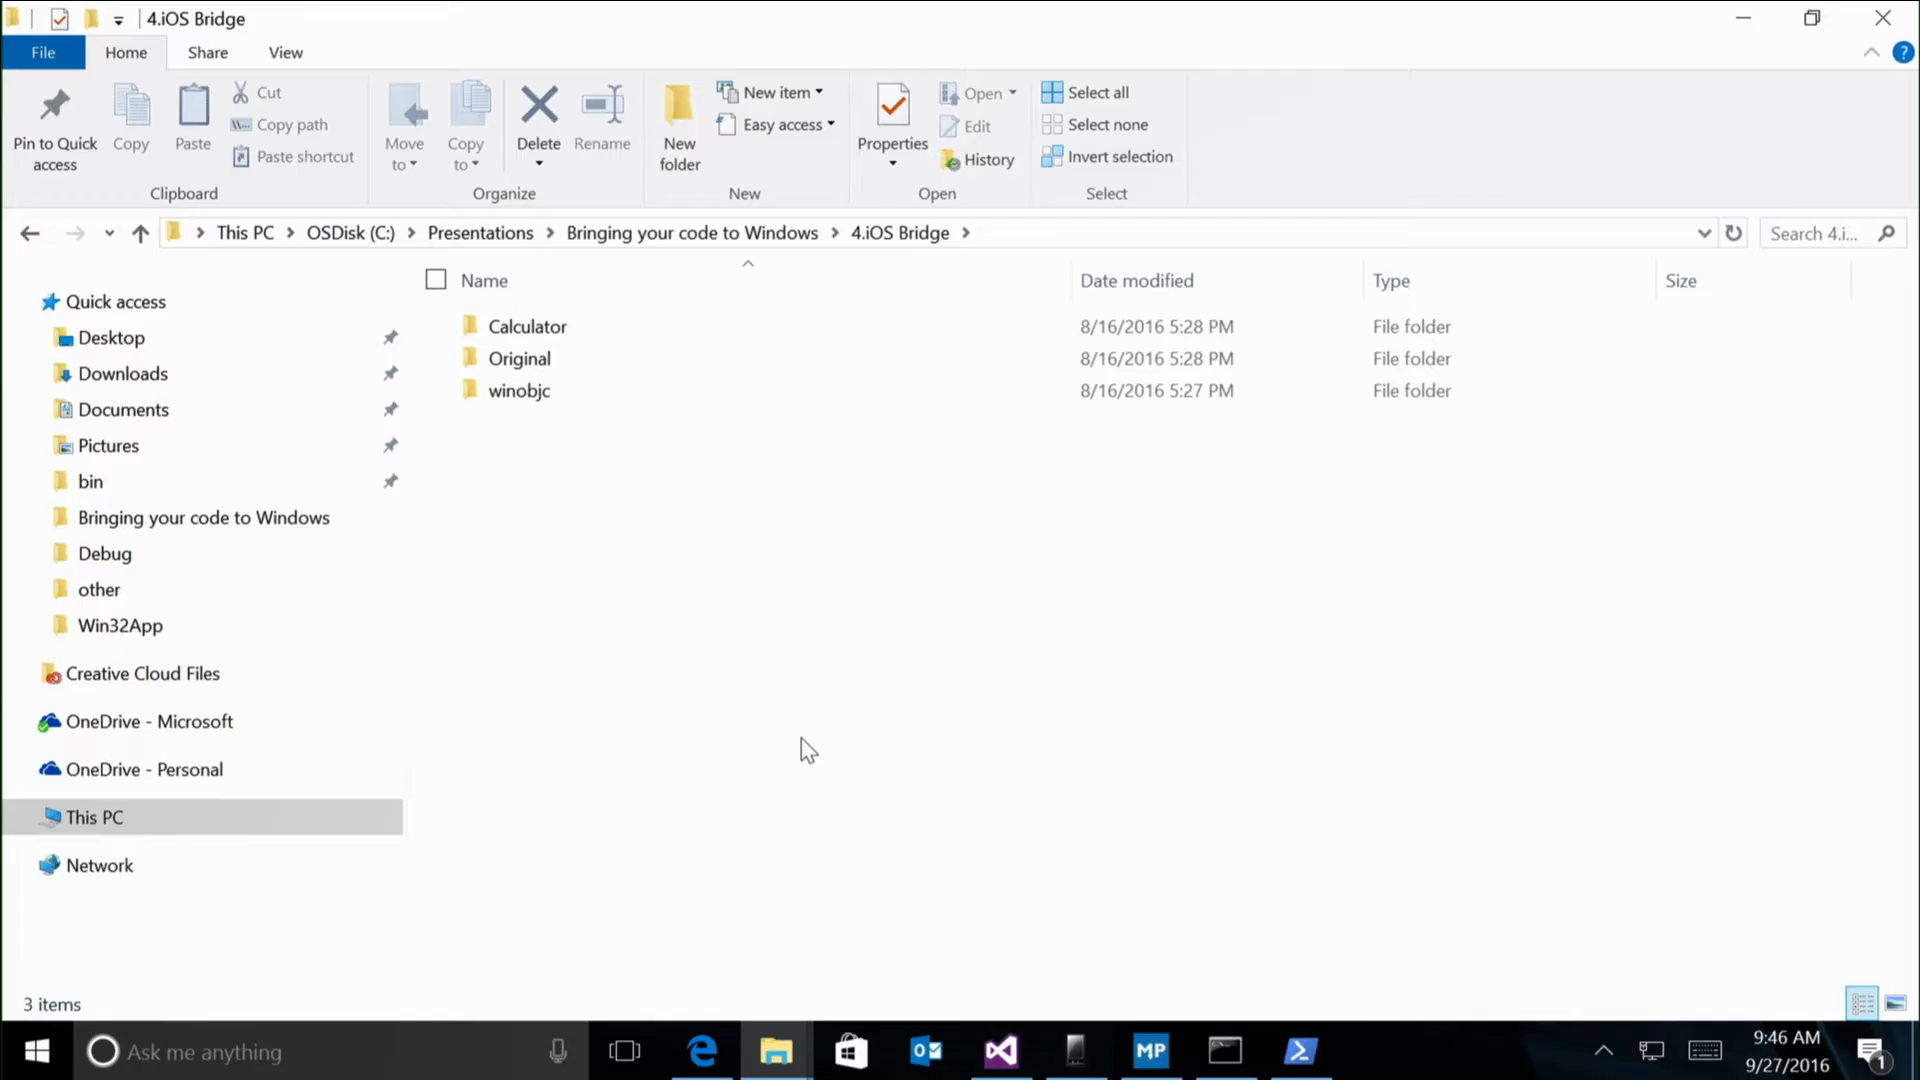 4.iOS Bridge
File Home Share View
Pin to Quick access
Copy
Paste
Cut
Copy path
Paste shortcut
Move to
Copy to
Delete
Rename
New folder
New item
Easy access
Properties
Open
Edit
History
Select all
Select none
Invert selection
Clipboard Organize New Open Select
This PC OSDisk (C:) Presentations Bringing your code to Windows 4.iOS Bridge
Search 4.i...
Name Date modified Type Size
Calculator 8/16/2016 5:28 PM File folder
Original 8/16/2016 5:28 PM File folder
winobjc 8/16/2016 5:27 PM File folder
Quick access
Desktop
Downloads
Documents
Pictures
bin
Bringing your code to Windows
Debug
other
Win32App
Creative Cloud Files
OneDrive - Microsoft
OneDrive - Personal
This PC
Network
3 items
Ask me anything
MP
9:46 AM
9/27/2016
1